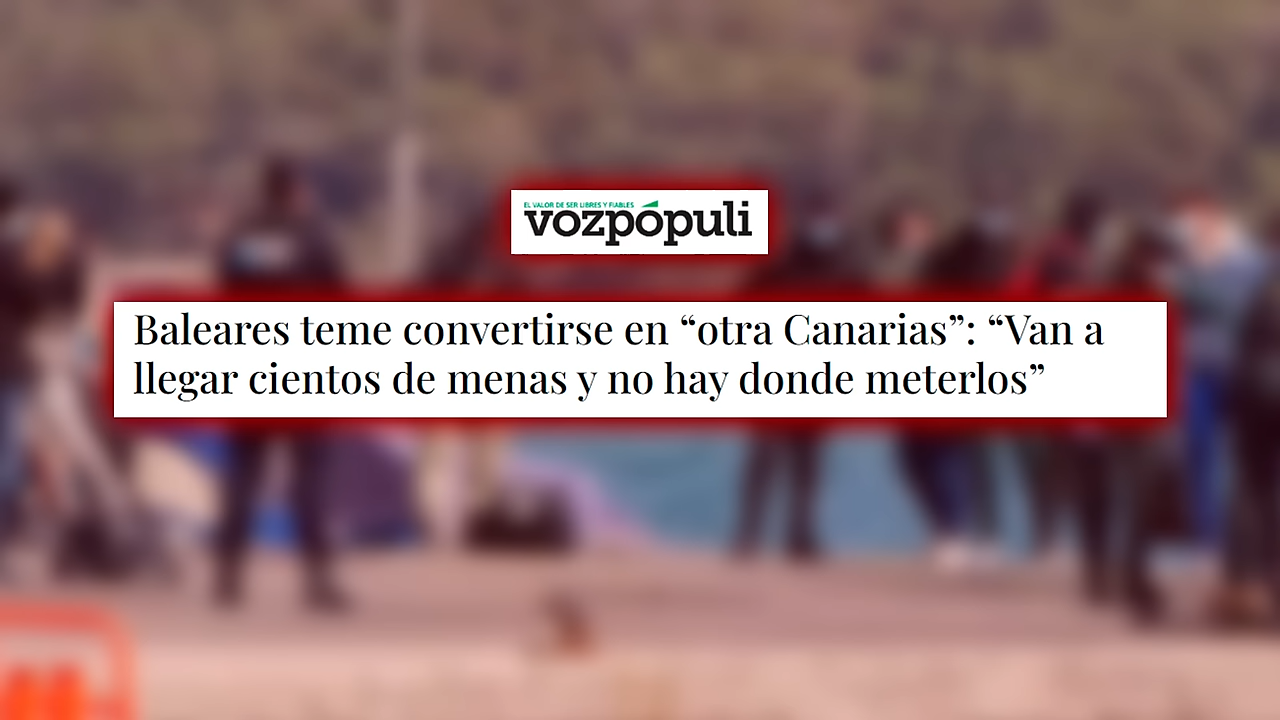 EL VALOR DE SER LIBRES Y FIABLES
vozpópuli
Baleares teme convertirse en “otra Canarias”: “Van a
llegar cientos de menas y no hay donde meterlos”